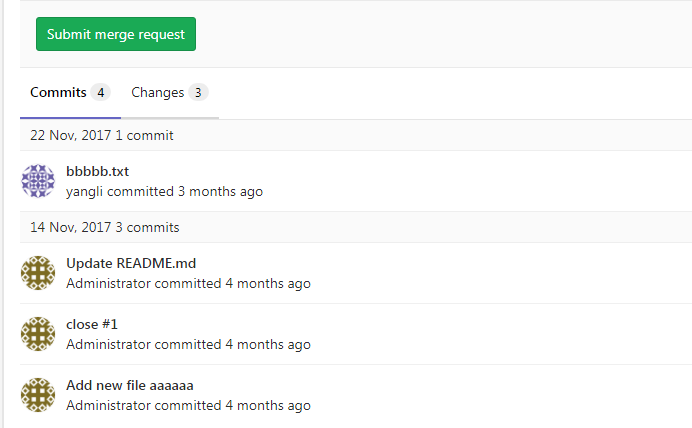 Submit merge request
Commits 4 Changes 3
22 Nov, 2017 1 commit
bbbbb.txt
yangli committed 3 months ago
14 Nov, 2017 3 commits
Update README.md
Administrator committed 4 months ago
close #1
Administrator committed 4 months ago
Add new file aaaaaa
Administrator committed 4 months ago